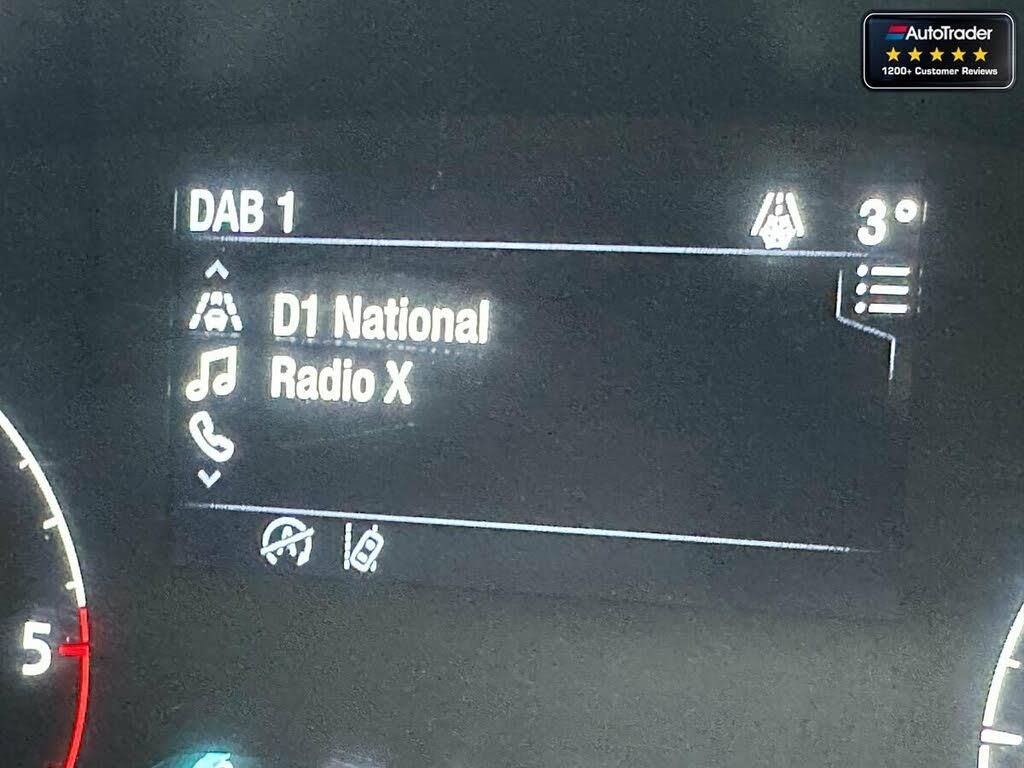 AutoTrader
1200+ Customer Reviews
DAB 1
3°
D1 National
Radio X
5